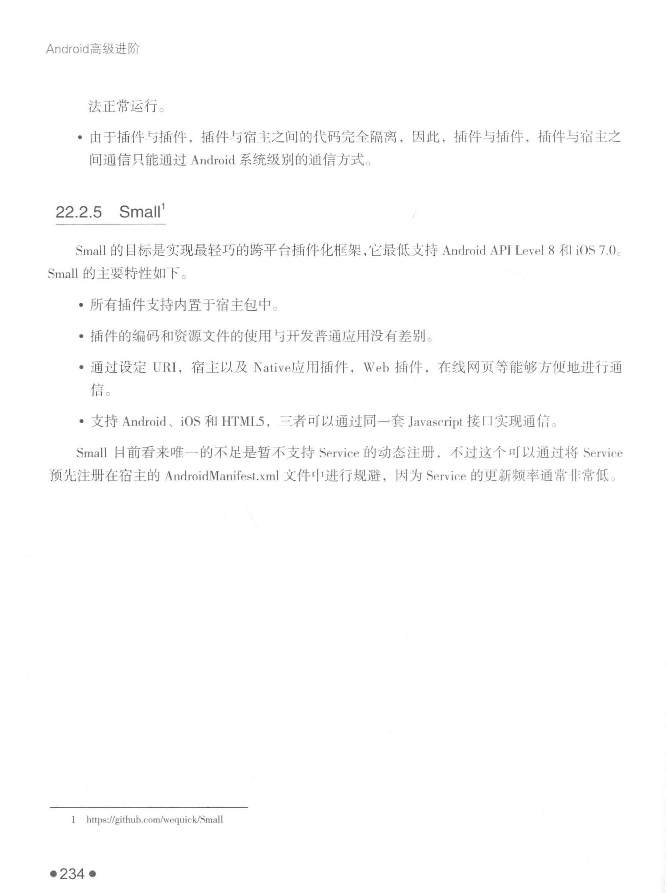 Android高级进阶
法正常运行。
• 由于插件与插件，插件与宿主之间的代码完全隔离，因此，插件与插件，插件与宿主之
间通信只能通过 Android 系统级别的通信方式。
22.2.5 Small1
Small 的目标是实现最轻巧的跨平台插件化框架,它最低支持 Android API Level 8 和 iOS 7.0。
Small 的主要特性如下。
• 所有插件支持内置于宿主包中。
• 插件的编码和资源文件的使用与开发普通应用没有差别。
• 通过设定 URI，宿主以及 Native应用插件，Web 插件，在线网页等能够方便地进行通
信。
• 支持 Android、iOS 和 HTML5，三者可以通过同一套 Javascript 接口实现通信。
Small 目前看来唯一的不足是暂不支持 Service 的动态注册，不过这个可以通过将 Service
预先注册在宿主的 AndroidManifest.xml 文件中进行规避，因为 Service 的更新频率通常非常低。
1 https://github.com/wequick/Small
•234•